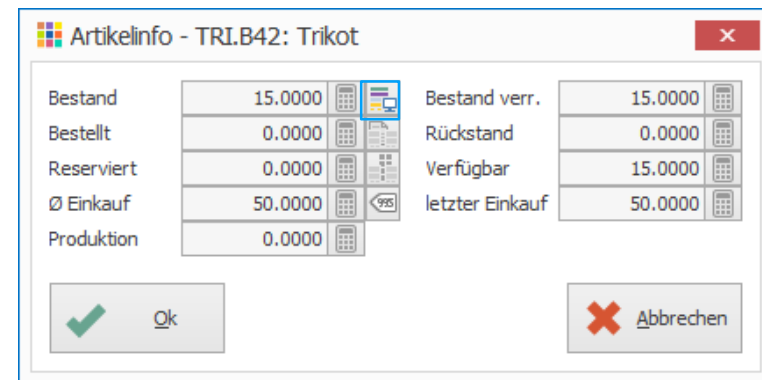 Artikelinfo - TRI.B42: Trikot
Bestand 15.0000 Bestand verr. 15.0000
Bestellt 0.0000 Rückstand 0.0000
Reserviert 0.0000 Verfügbar 15.0000
Ø Einkauf 50.0000 995 letzter Einkauf 50.0000
Produktion 0.0000
Ok Abbrechen